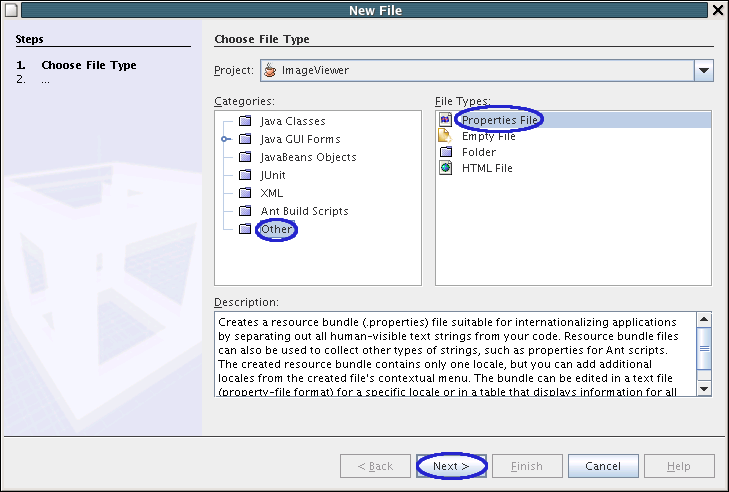 New File
Steps
1. Choose File Type
2. ...
Choose File Type
Project: ImageViewer
Categories:
Java Classes
Java GUI Forms
JavaBeans Objects
JUnit
XML
Ant Build Scripts
Other
File Types:
Properties File
Empty File
Folder
HTML File
Description:
Creates a resource bundle (.properties) file suitable for internationalizing applications
by separating out all human-visible text strings from your code. Resource bundle files
can also be used to collect other types of strings, such as properties for Ant scripts.
The created resource bundle contains only one locale, but you can add additional
locales from the created file's contextual menu. The bundle can be edited in a text file
(property-file format) for a specific locale or in a table that displays information for all
< Back
Next >
Finish
Cancel
Help